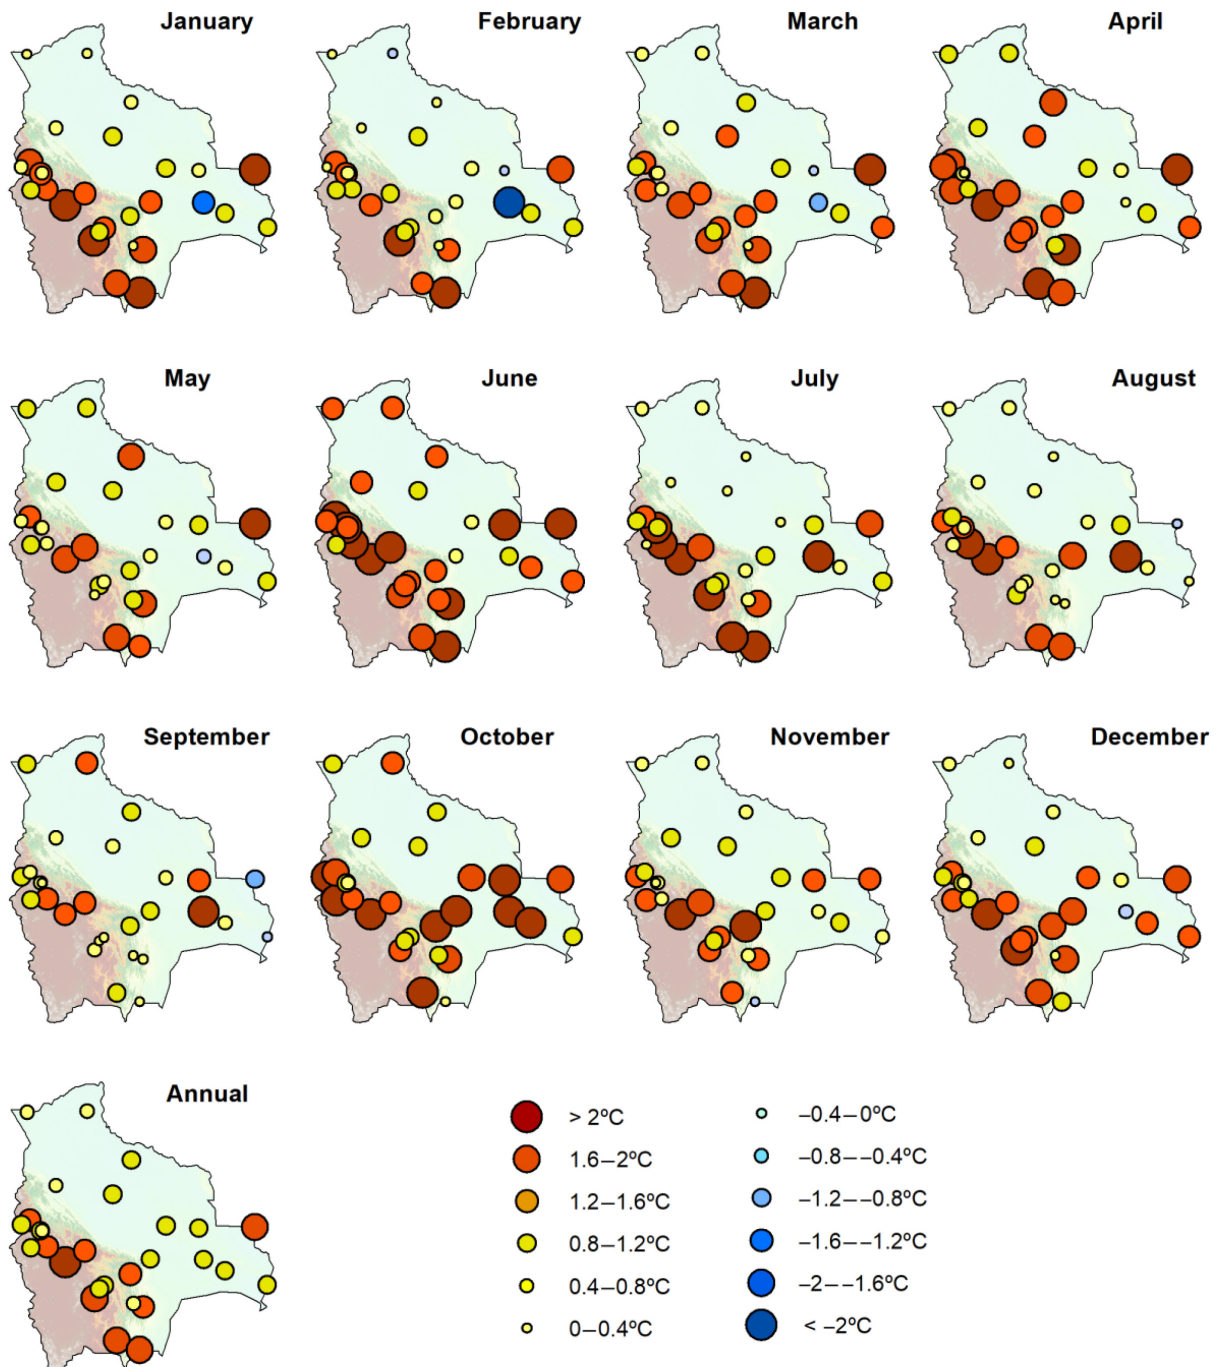 January
February
March
April
May
June
July
August
September
October
November
December
Annual
> 2ºC
1.6–2ºC
1.2–1.6ºC
0.8–1.2ºC
0.4–0.8ºC
0–0.4ºC
–0.4–0ºC
–0.8––0.4ºC
–1.2––0.8ºC
–1.6––1.2ºC
–2––1.6ºC
< –2ºC